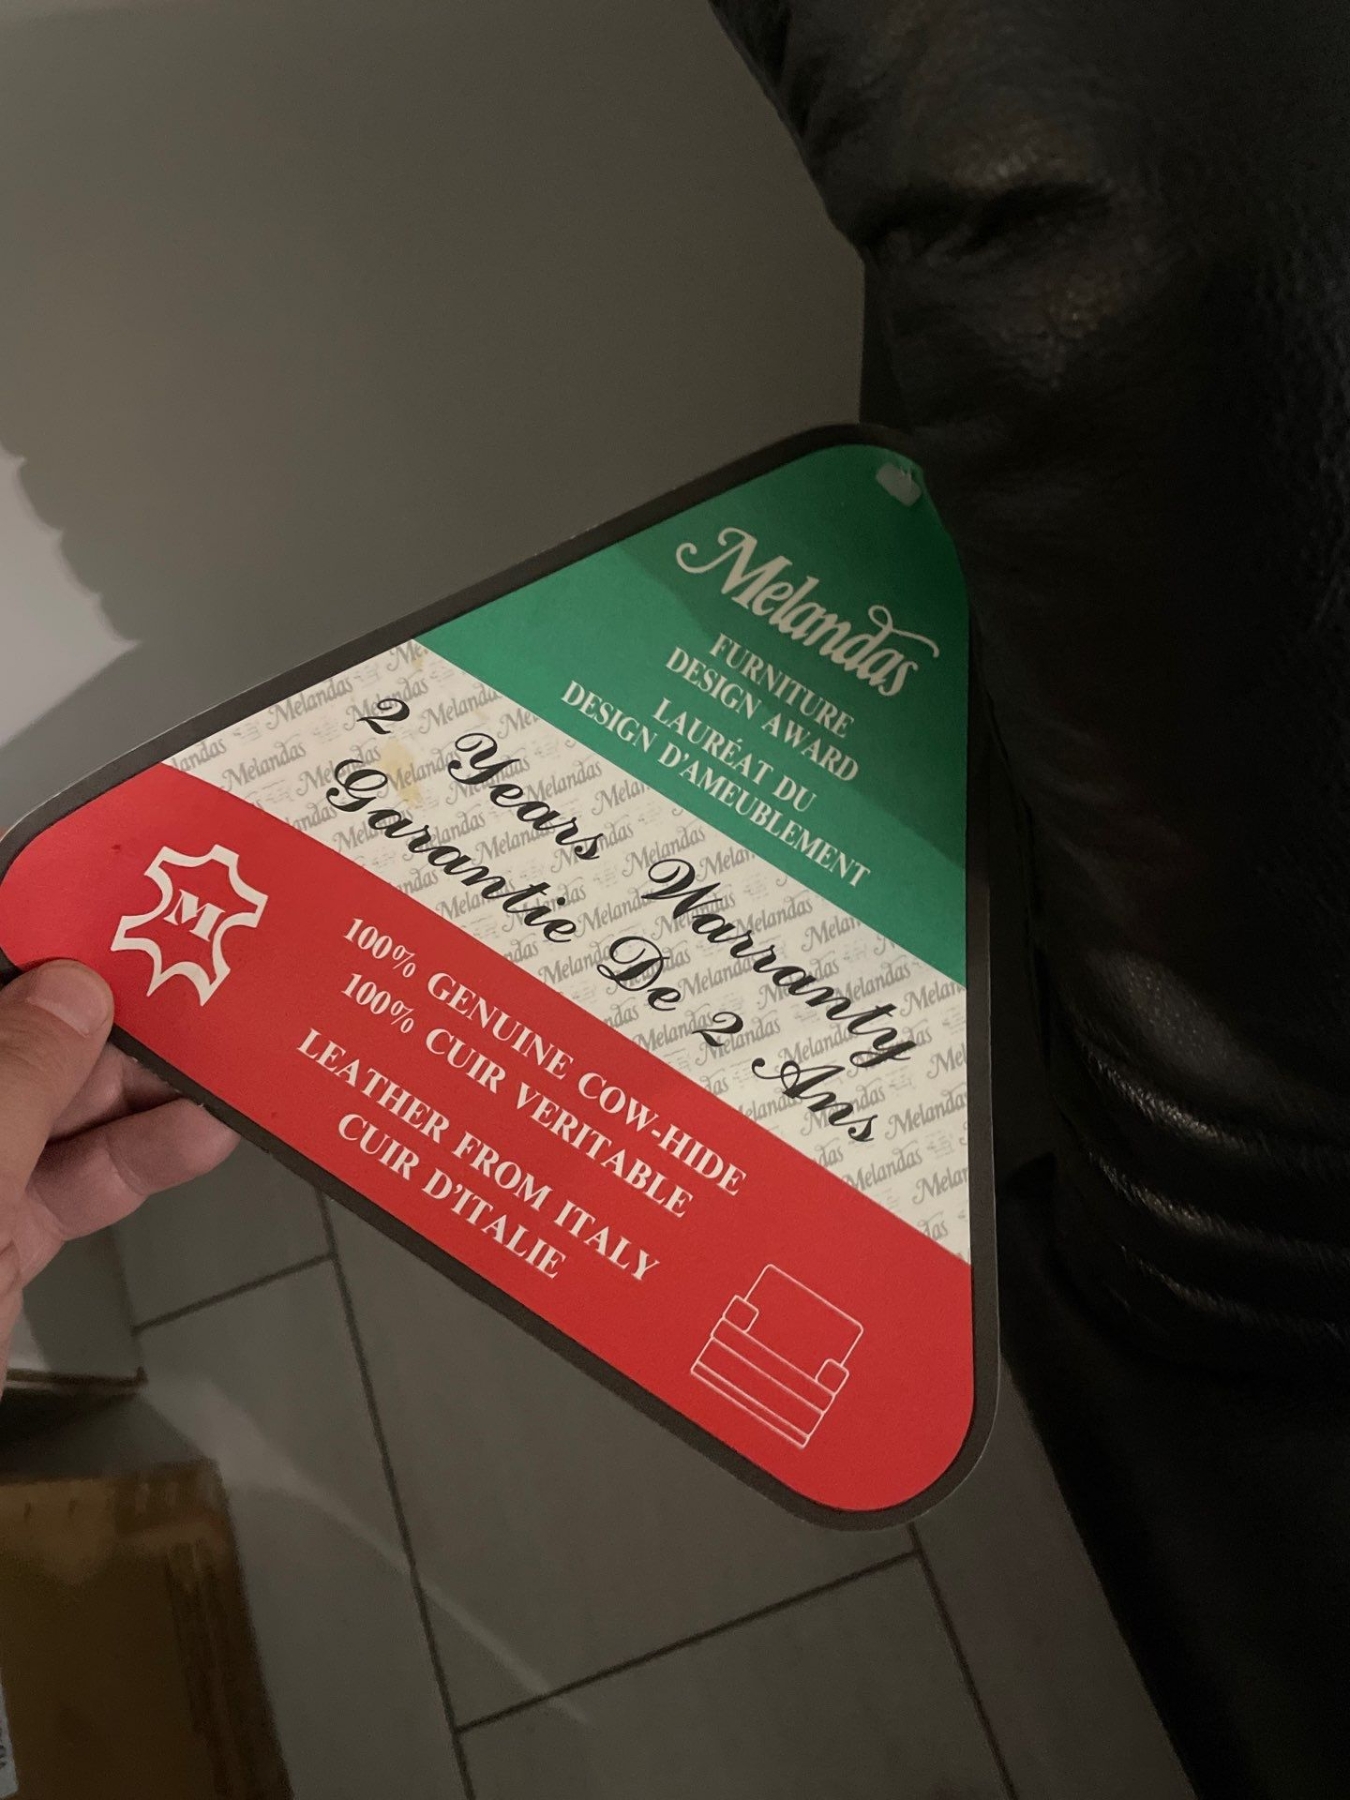 Melandas
FURNITURE
DESIGN AWARD
LAURÉAT DU
DESIGN D'AMEUBLEMENT
2 Years Warranty
Garantie De 2 Ans
M
100% GENUINE COW-HIDE
100% CUIR VERITABLE
LEATHER FROM ITALY
CUIR D'ITALIE